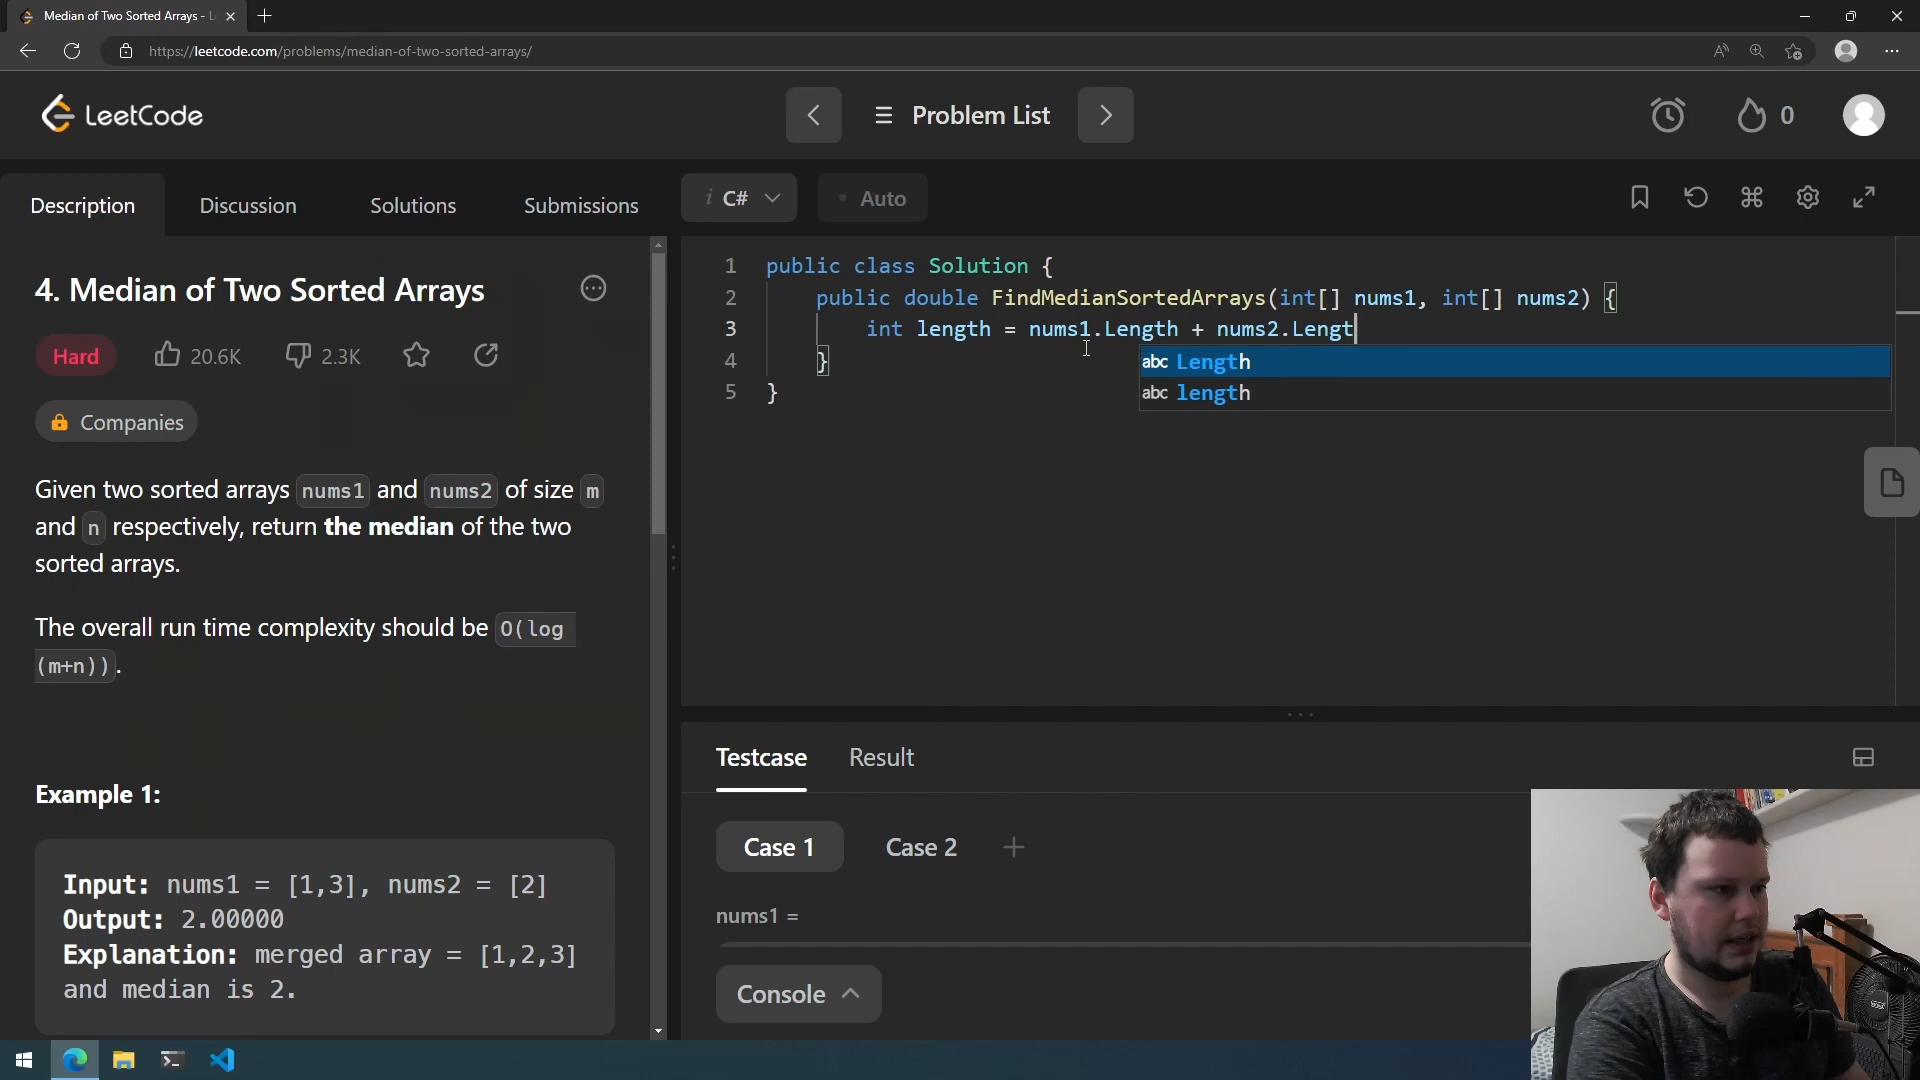 Median of Two Sorted Arrays - L
https://leetcode.com/problems/median-of-two-sorted-arrays/
LeetCode
Problem List
0
Description
Discussion
Solutions
Submissions
i C#
Auto
4. Median of Two Sorted Arrays
Hard
20.6K
2.3K
Companies
Given two sorted arrays nums1 and nums2 of size m
and n respectively, return the median of the two
sorted arrays.
The overall run time complexity should be O(log
(m+n)).
Example 1:
Input: nums1 = [1,3], nums2 = [2]
Output: 2.00000
Explanation: merged array = [1,2,3]
and median is 2.
1 public class Solution {
2 public double FindMedianSortedArrays(int[] nums1, int[] nums2) {
3 int length = nums1.Length + nums2.Lengt
4 }
5 }
abc Length
abc length
Testcase
Result
Case 1
Case 2
nums1 =
Console